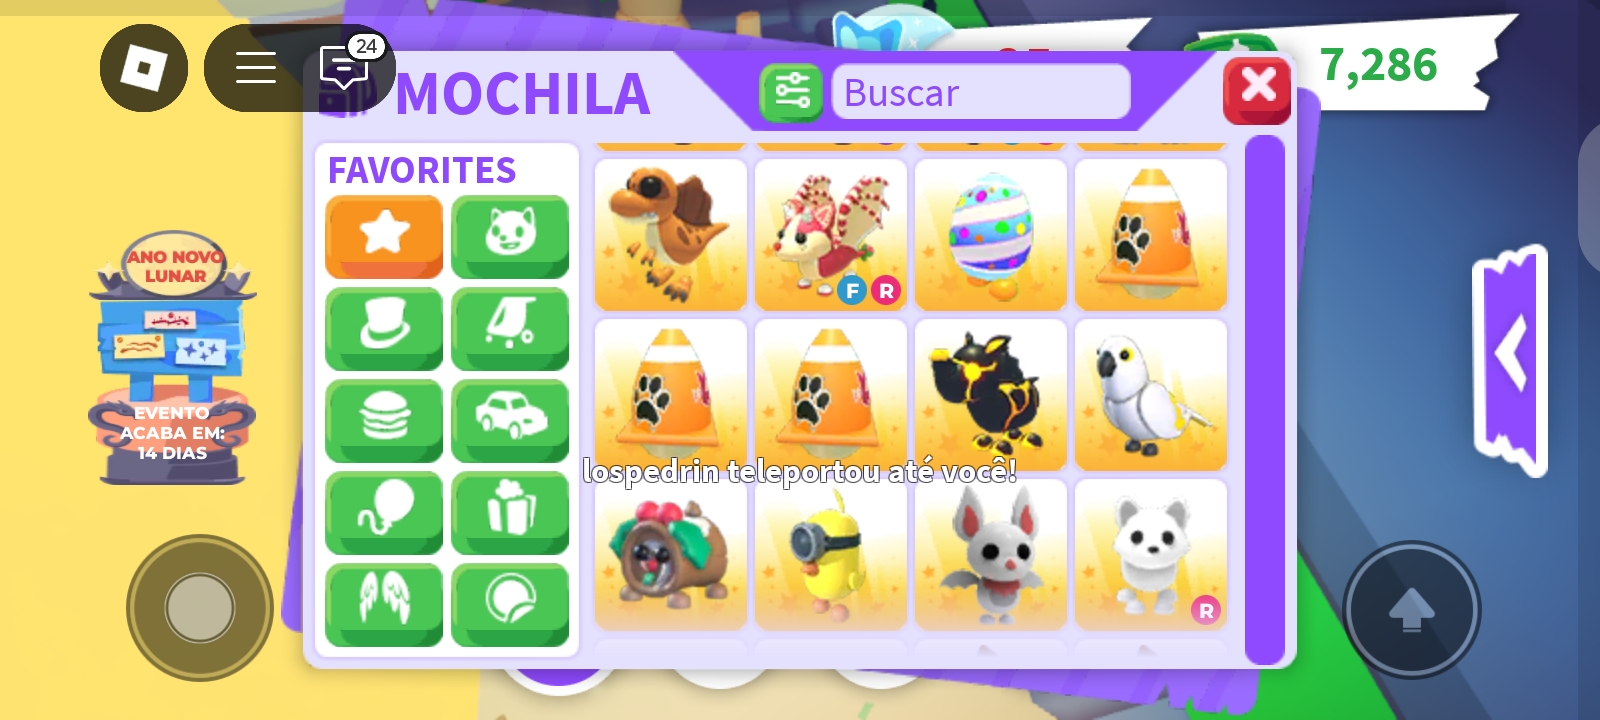 24
MOCHILA
Buscar
7,286
FAVORITES
ANO NOVO
LUNAR
EVENTO
ACABA EM:
14 DIAS
F R
lospedrin teleportou até você!
R